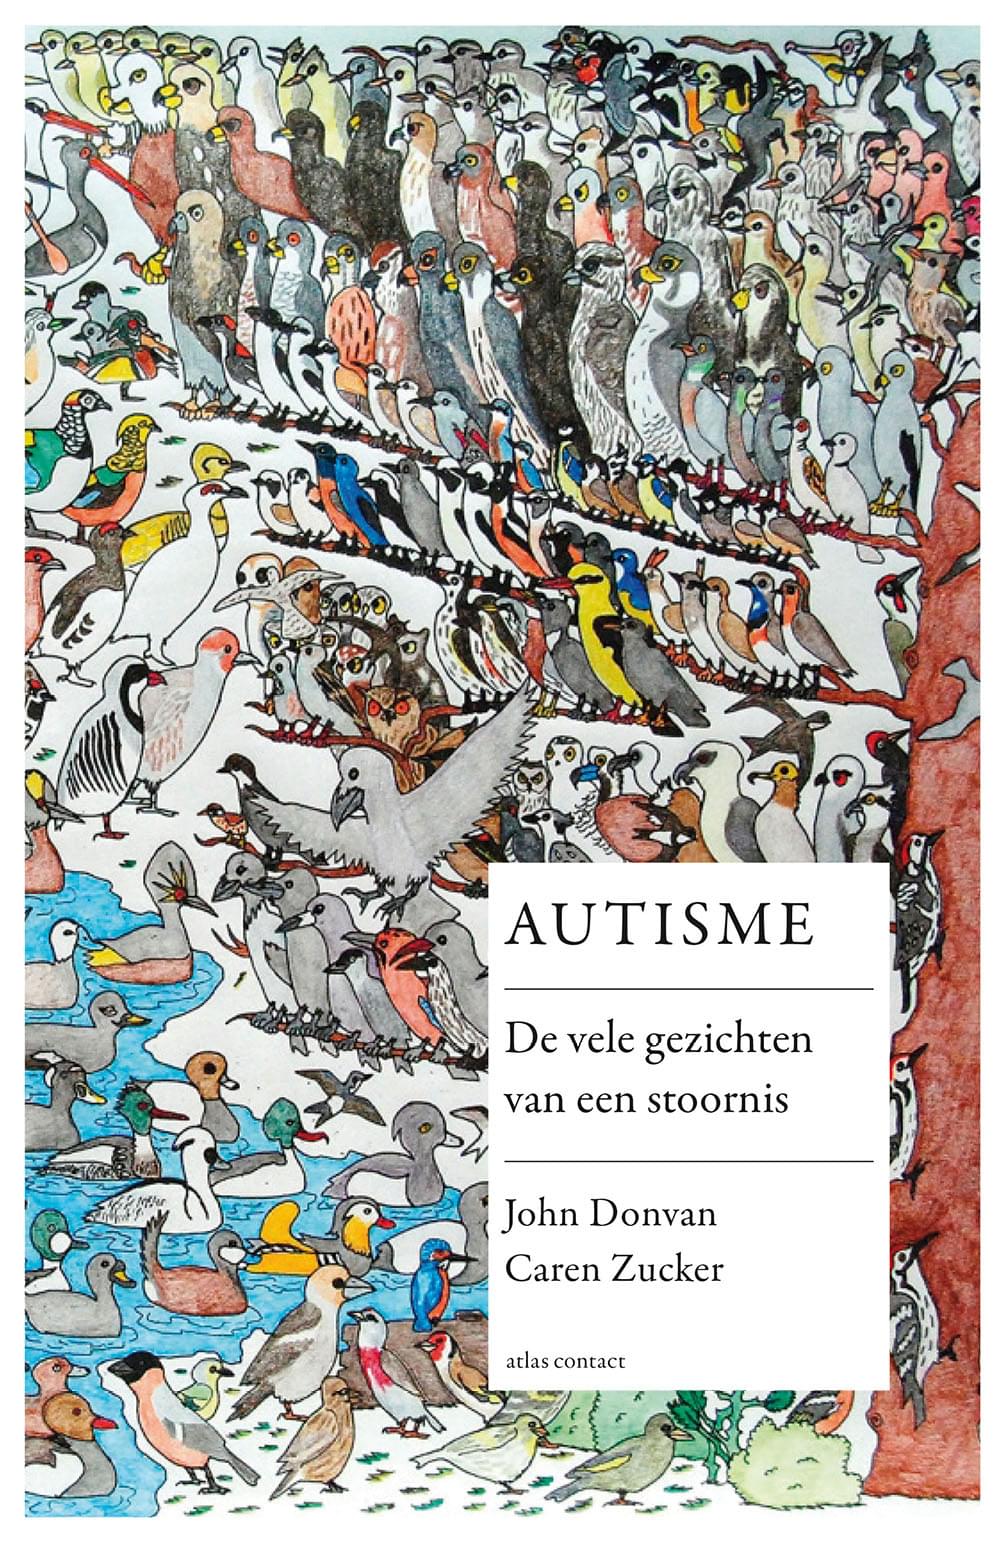 AUTISME
De vele gezichten
van een stoornis
John Donvan
Caren Zucker
atlas contact